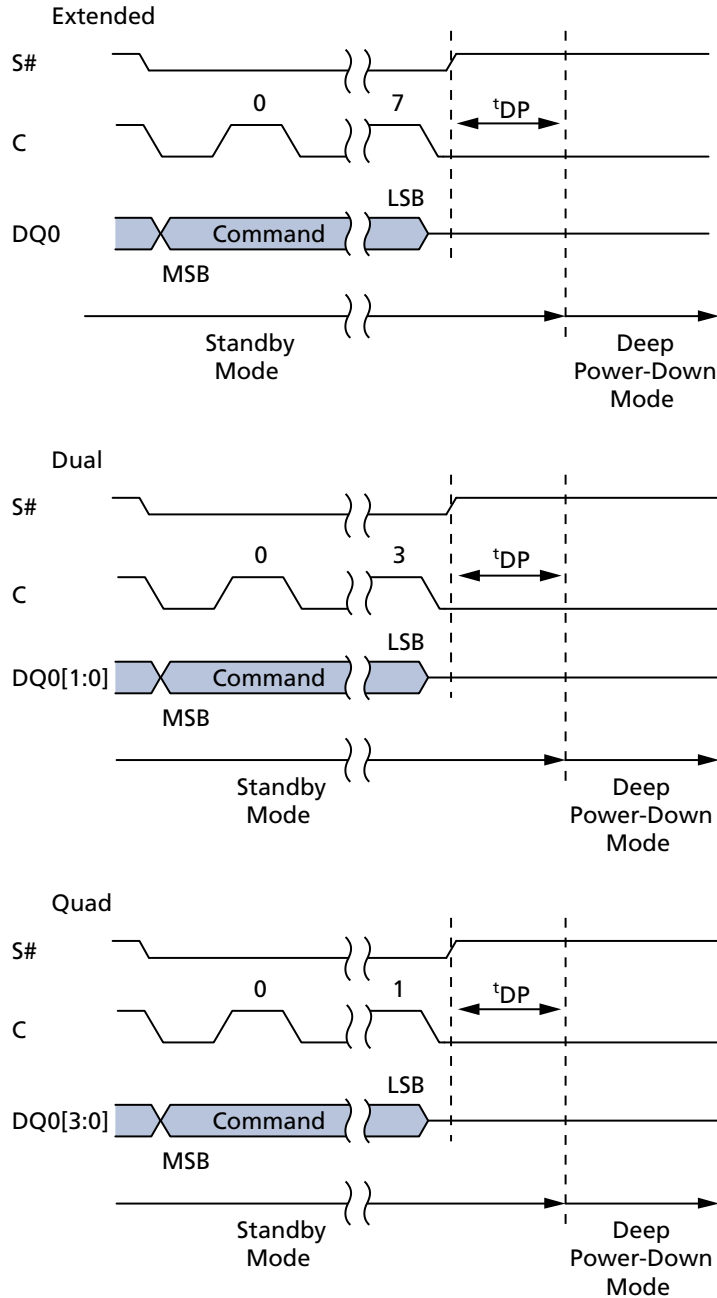 Extended
S#
0 7
tDP
C
LSB
DQ0
Command
MSB
Standby
Mode
Deep
Power-Down
Mode
Dual
S#
0 3
tDP
C
LSB
DQ0[1:0]
Command
MSB
Standby
Mode
Deep
Power-Down
Mode
Quad
S#
0 1
tDP
C
LSB
DQ0[3:0]
Command
MSB
Standby
Mode
Deep
Power-Down
Mode